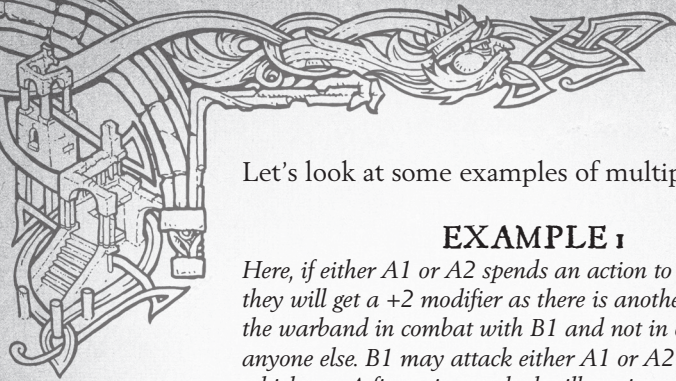 Let's look at some examples of multip
EXAMPLE 1
Here, if either A1 or A2 spends an action to
they will get a +2 modifier as there is anothe
the warband in combat with B1 and not in
anyone else. B1 may attack either A1 or A2